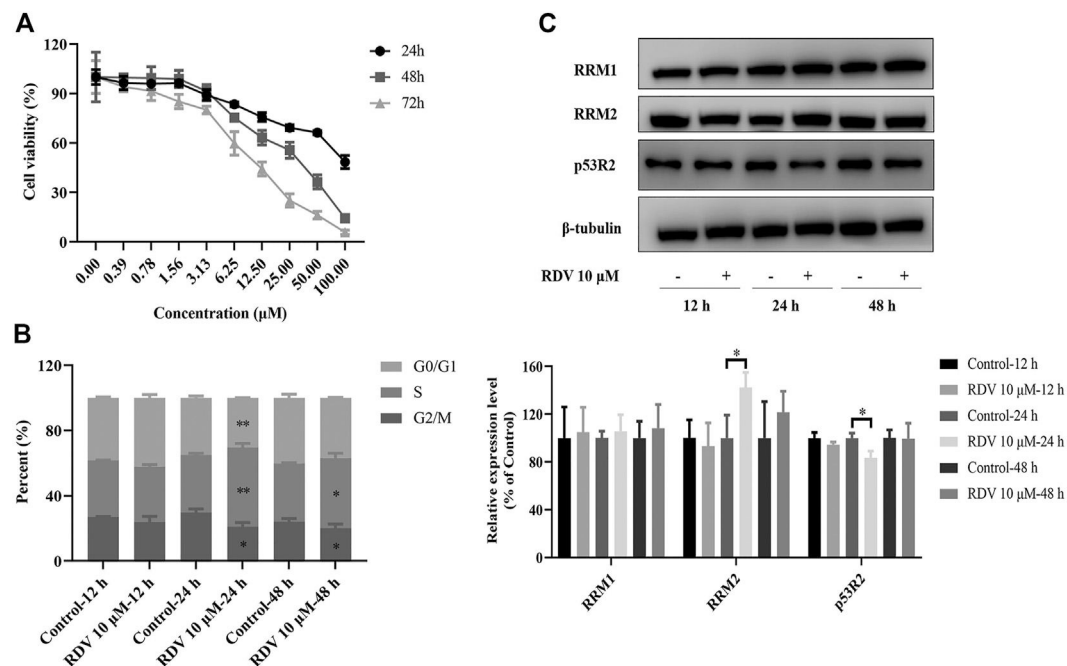 A
Cell viability (%)
120
90
60
30
0
0.00
0.39
0.78
1.56
3.13
6.25
12.50
25.00
50.00
100.00
Concentration (µM)
24h
48h
72h
B
Percent (%)
120
80
40
0
**
**
*
*
*
Control-12 h
RDV 10 µM-12 h
Control-24 h
RDV 10 µM-24 h
Control-48 h
RDV 10 µM-48 h
G0/G1
S
G2/M
C
RRM1
RRM2
p53R2
β-tubulin
RDV 10 µM - + - + - +
12 h 24 h 48 h
Relative expression level
(% of Control)
160
120
80
40
0
*
*
RRM1
RRM2
p53R2
Control-12 h
RDV 10 µM-12 h
Control-24 h
RDV 10 µM-24 h
Control-48 h
RDV 10 µM-48 h